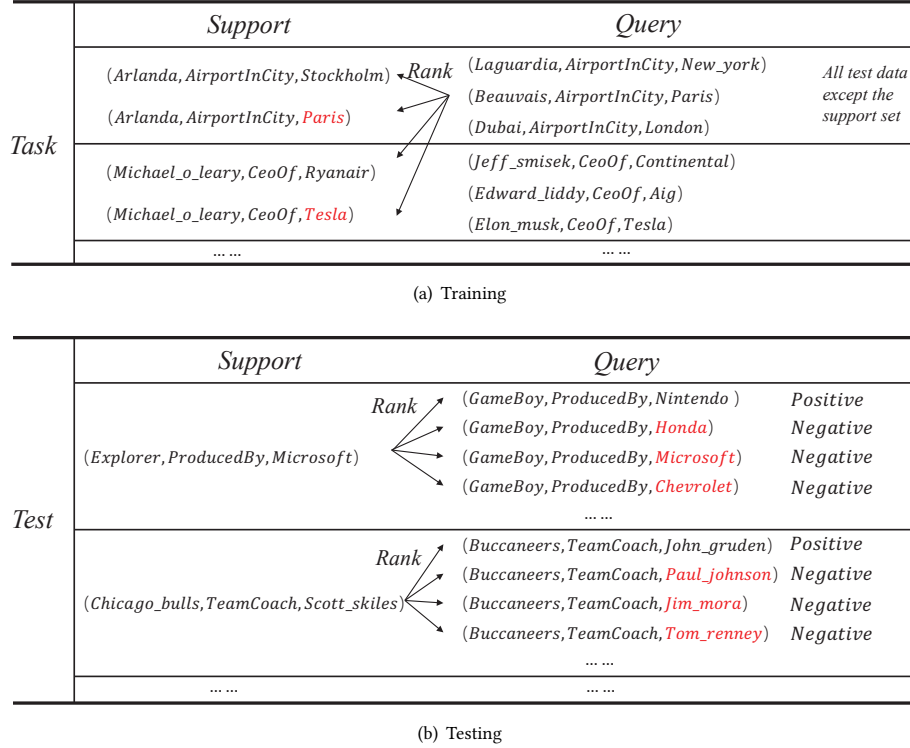 Support Query
Task
(Arlanda, AirportInCity, Stockholm)
(Arlanda, AirportInCity, Paris)
Rank
(Laguardia, AirportInCity, New_york)
(Beauvais, AirportInCity, Paris)
(Dubai, AirportInCity, London)
All test data
except the
support set
(Michael_o_leary, CeoOf, Ryanair)
(Michael_o_leary, CeoOf, Tesla)
(Jeff_smisek, CeoOf, Continental)
(Edward_liddy, CeoOf, Aig)
(Elon_musk, CeoOf, Tesla)
... ... ... ...
(a) Training
Support Query
Test
(Explorer, ProducedBy, Microsoft)
Rank
(GameBoy, ProducedBy, Nintendo ) Positive
(GameBoy, ProducedBy, Honda) Negative
(GameBoy, ProducedBy, Microsoft) Negative
(GameBoy, ProducedBy, Chevrolet) Negative
... ...
(Chicago_bulls, TeamCoach, Scott_skiles)
Rank
(Buccaneers, TeamCoach, John_gruden) Positive
(Buccaneers, TeamCoach, Paul_johnson) Negative
(Buccaneers, TeamCoach, Jim_mora) Negative
(Buccaneers, TeamCoach, Tom_renney) Negative
... ...
... ... ... ...
(b) Testing